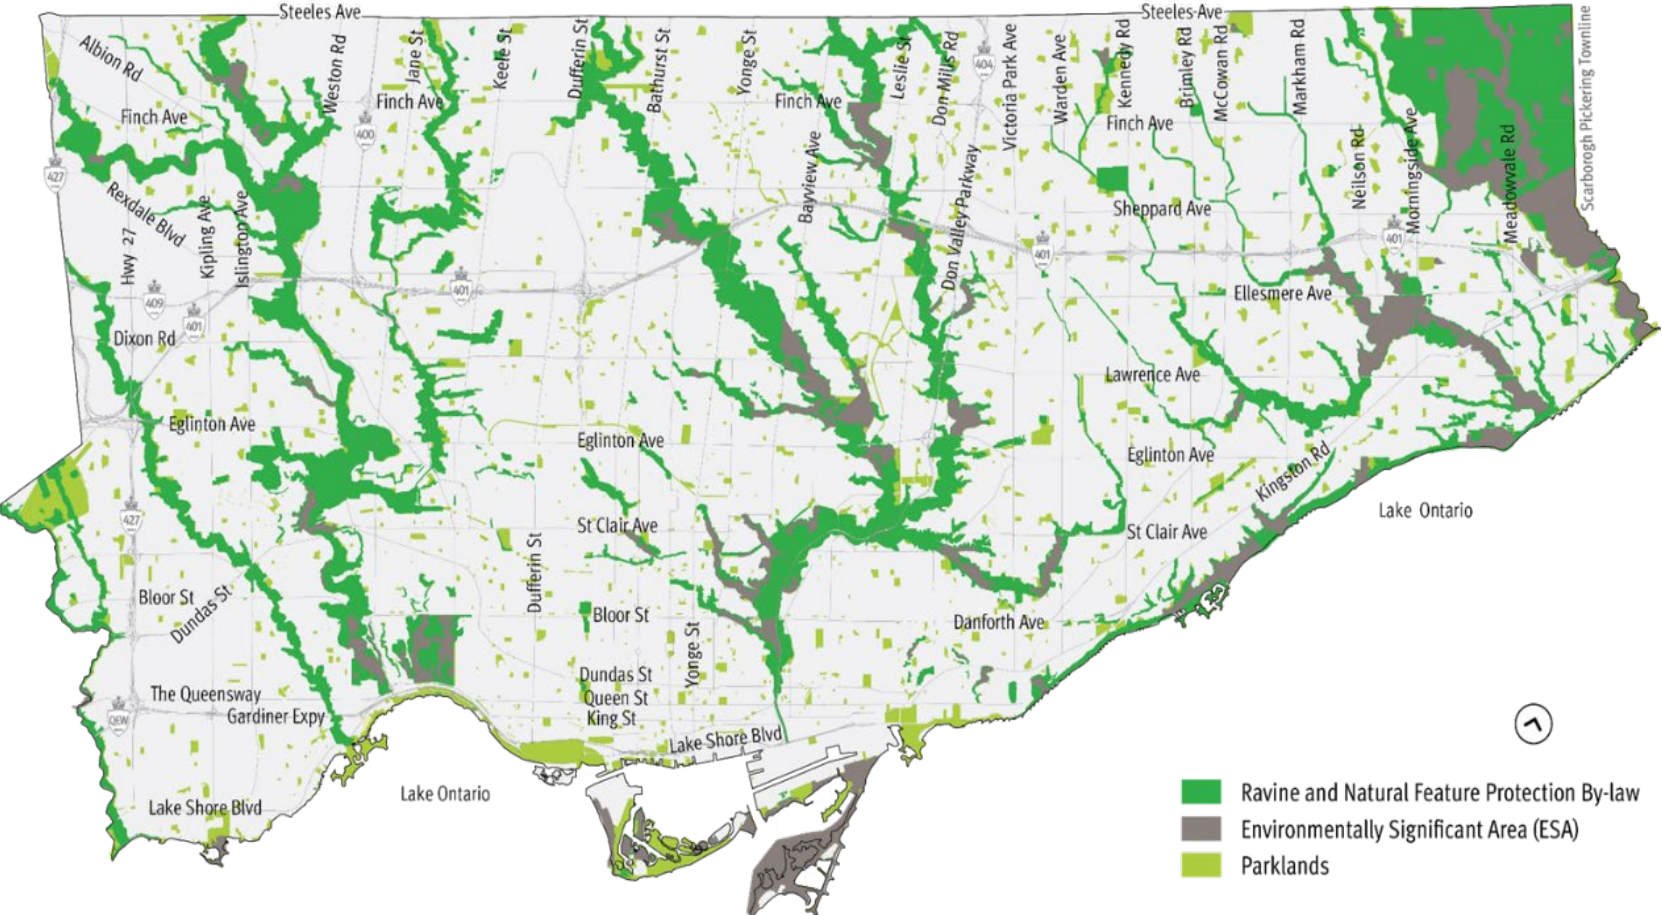 Steeles Ave
Steeles Ave
Albion Rd
Weston Rd
Jane St
Keele St
Dufferin St
Bathurst St
Yonge St
Leslie St
Don Mills Rd
404
Victoria Park Ave
Warden Ave
Kennedy Rd
Brimley Rd
McCowan Rd
Markham Rd
Scarborogh Pickering Townline
Finch Ave
Finch Ave
400
Finch Ave
Finch Ave
Bayview Ave
Neilson Rd
Morningside Ave
Meadowvale Rd
427
Rexdale Blvd
Hwy 27
Kipling Ave
Islington Ave
Don Valley Parkway
Sheppard Ave
401
401
409
401
401
Ellesmere Ave
Dixon Rd
Lawrence Ave
Eglinton Ave
Eglinton Ave
Eglinton Ave
Kingston Rd
427
St Clair Ave
St Clair Ave
Lake Ontario
Dufferin St
Bloor St
Dundas St
Bloor St
Danforth Ave
Yonge St
Dundas St
Queen St
King St
The Queensway
Gardiner Expy
QEW
Lake Shore Blvd
Lake Ontario
Lake Shore Blvd
Ravine and Natural Feature Protection By-law
Environmentally Significant Area (ESA)
Parklands